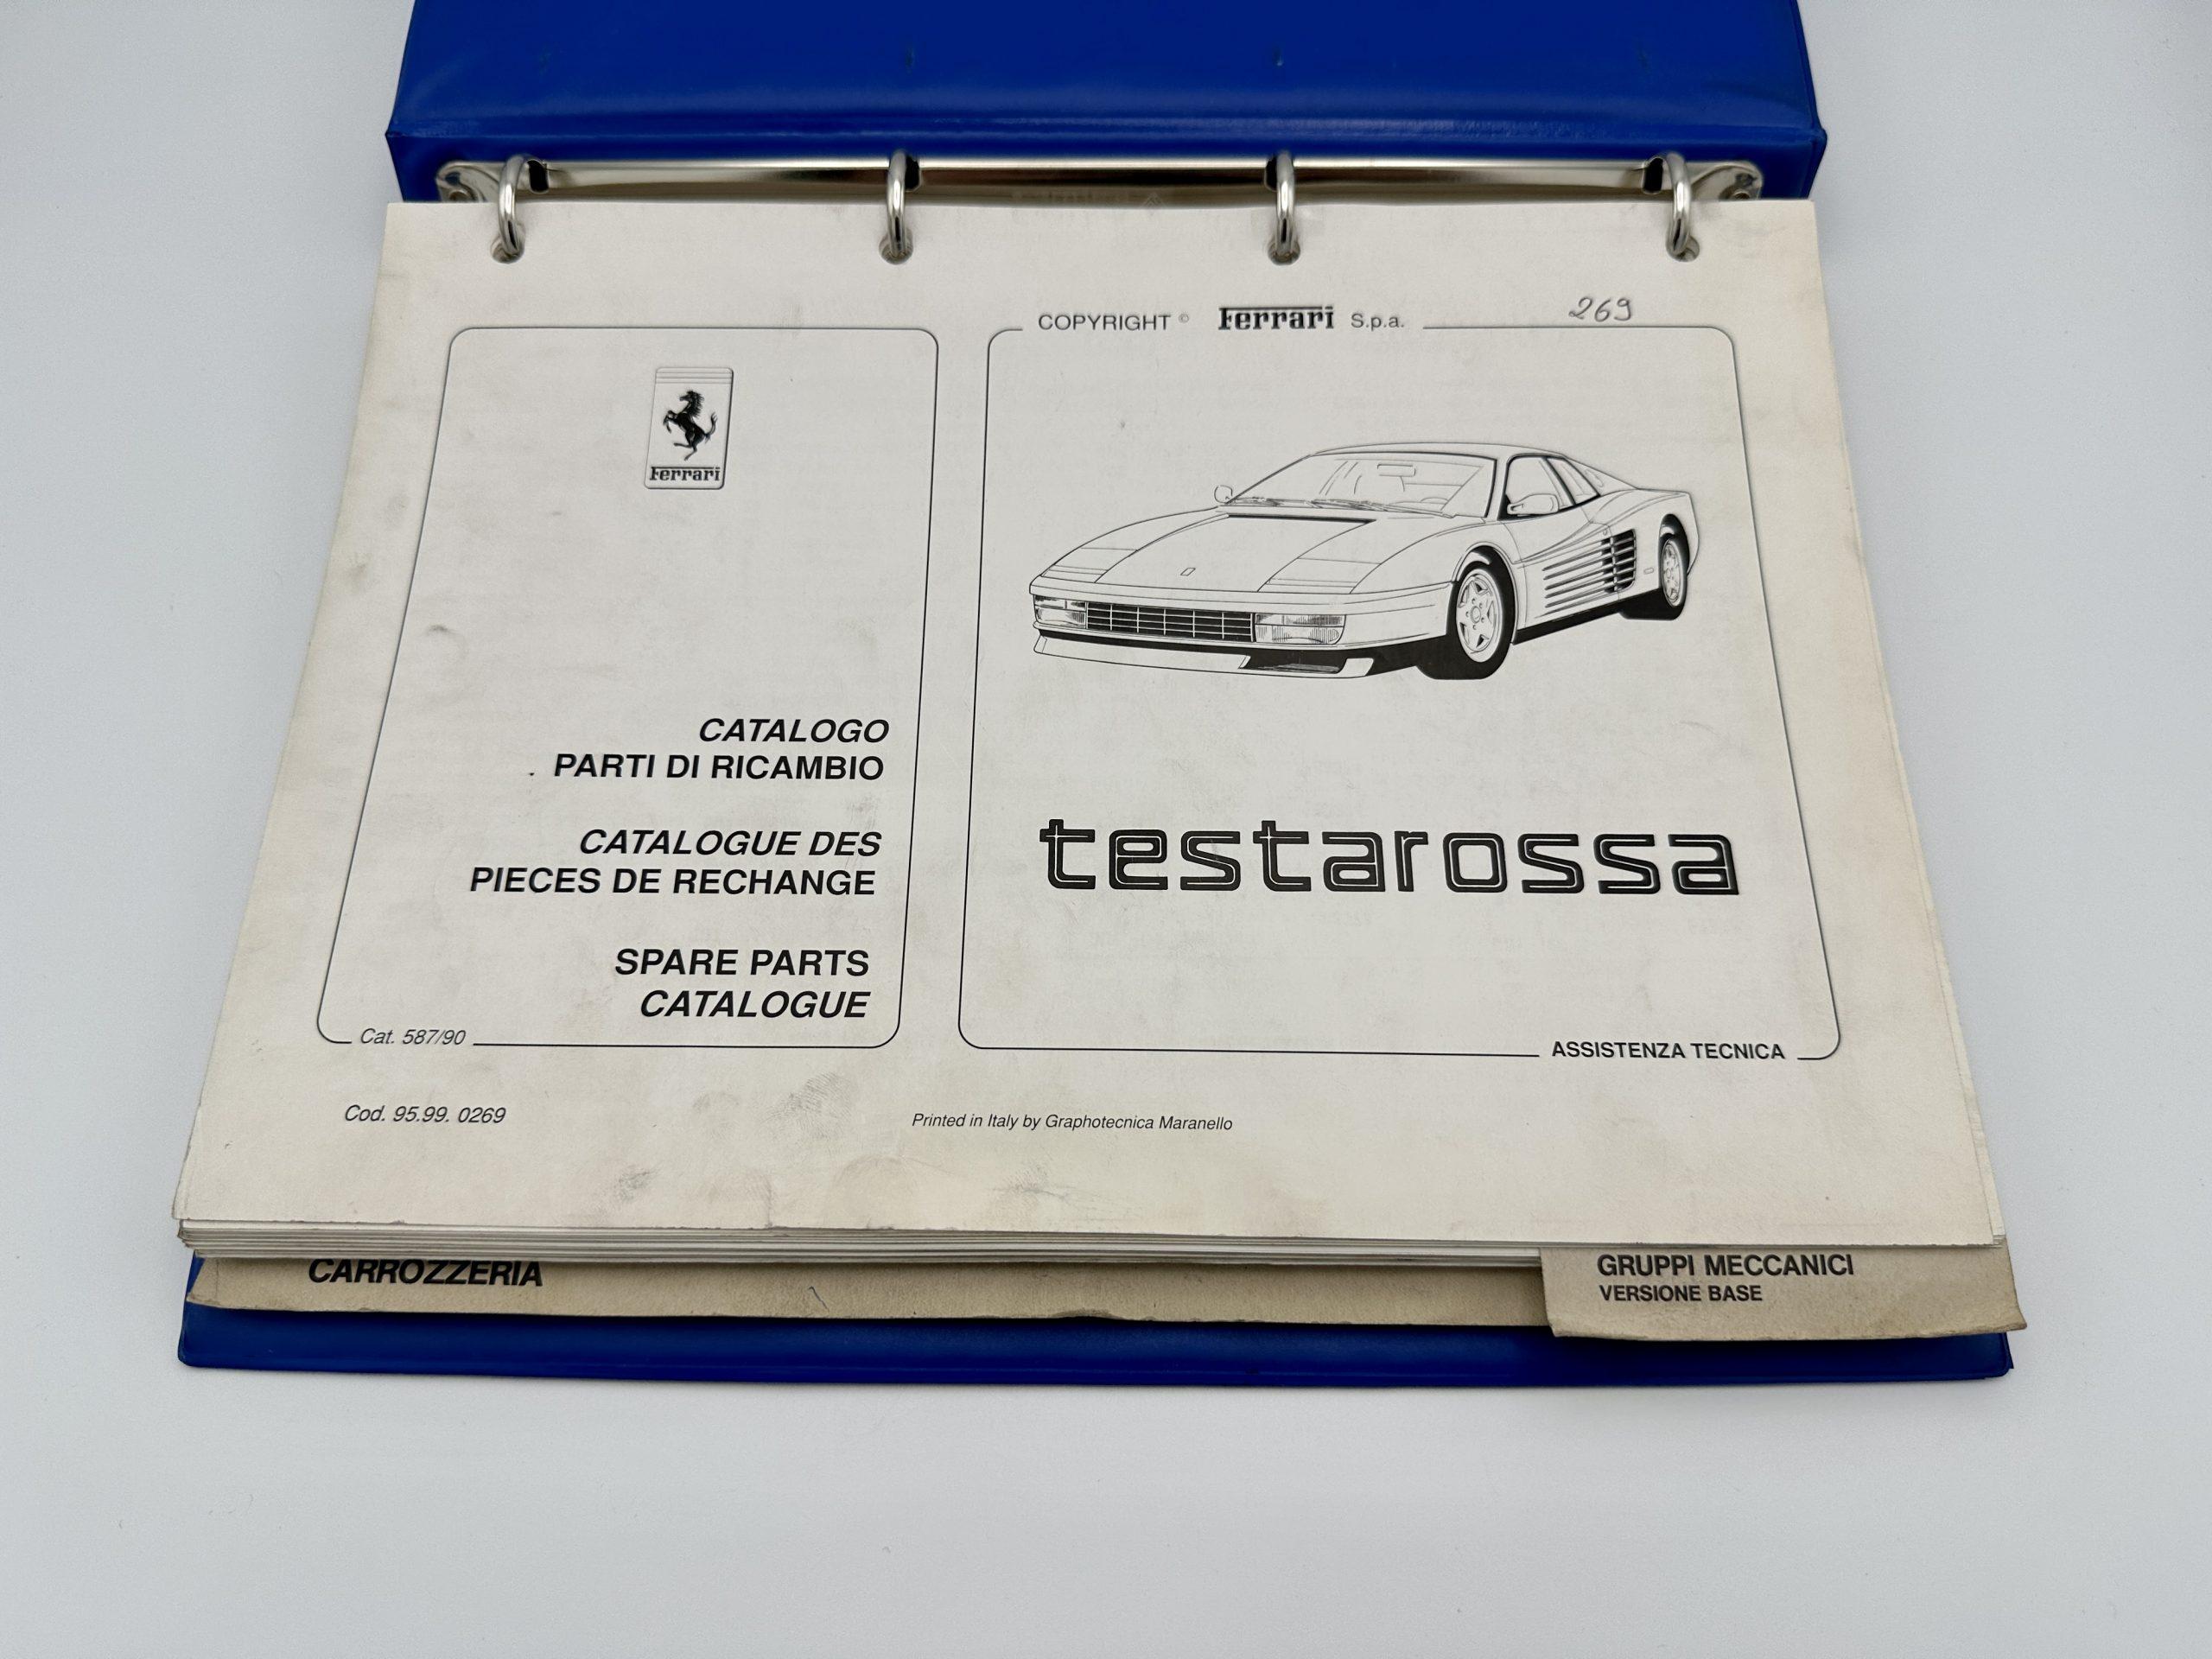 COPYRIGHT © Ferrari S.p.a.
269
Ferrari
CATALOGO
PARTI DI RICAMBIO
CATALOGUE DES
PIECES DE RECHANGE
SPARE PARTS
CATALOGUE
Cat. 587/90
testarossa
ASSISTENZA TECNICA
Cod. 95.99. 0269
Printed in Italy by Graphotecnica Maranello
CARROZZERIA
GRUPPI MECCANICI
VERSIONE BASE